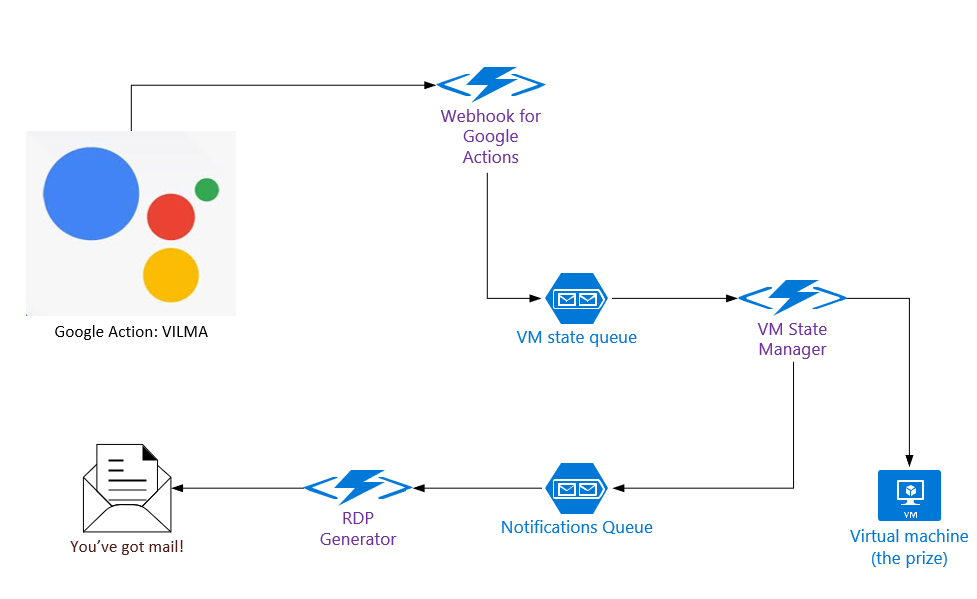 Webhook for
Google
Actions
Google Action: VILMA
VM state queue
VM State
Manager
VM
Virtual machine
(the prize)
Notifications Queue
RDP
Generator
You've got mail!